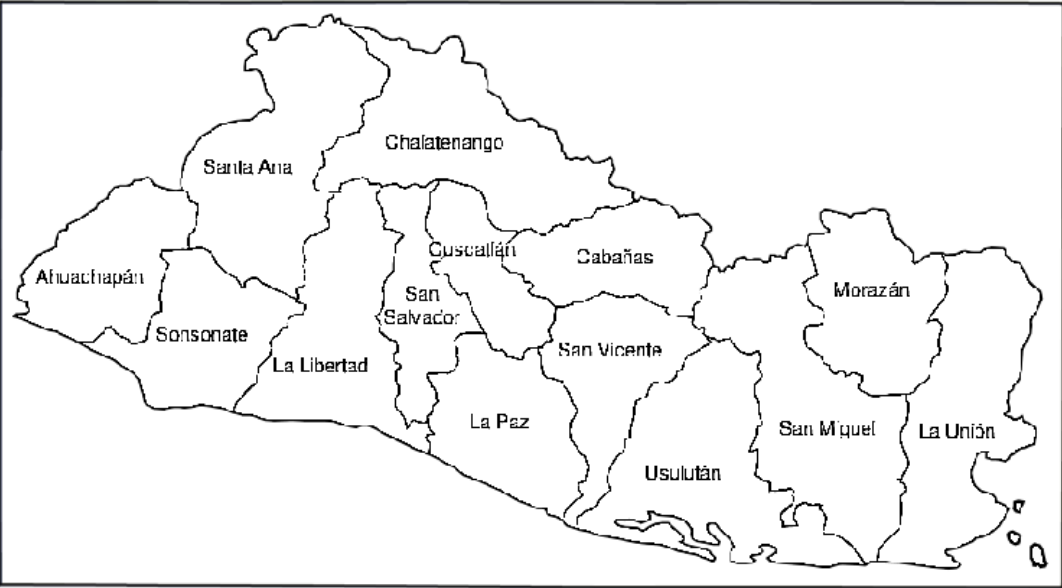 Chalatenango
Santa Ana
Cuscatlán
Cabañas
Ahuachapán
San
Salvador
Morazán
Sonsonate
San Vicente
La Libertad
La Paz
San Miguel
La Unión
Usulután